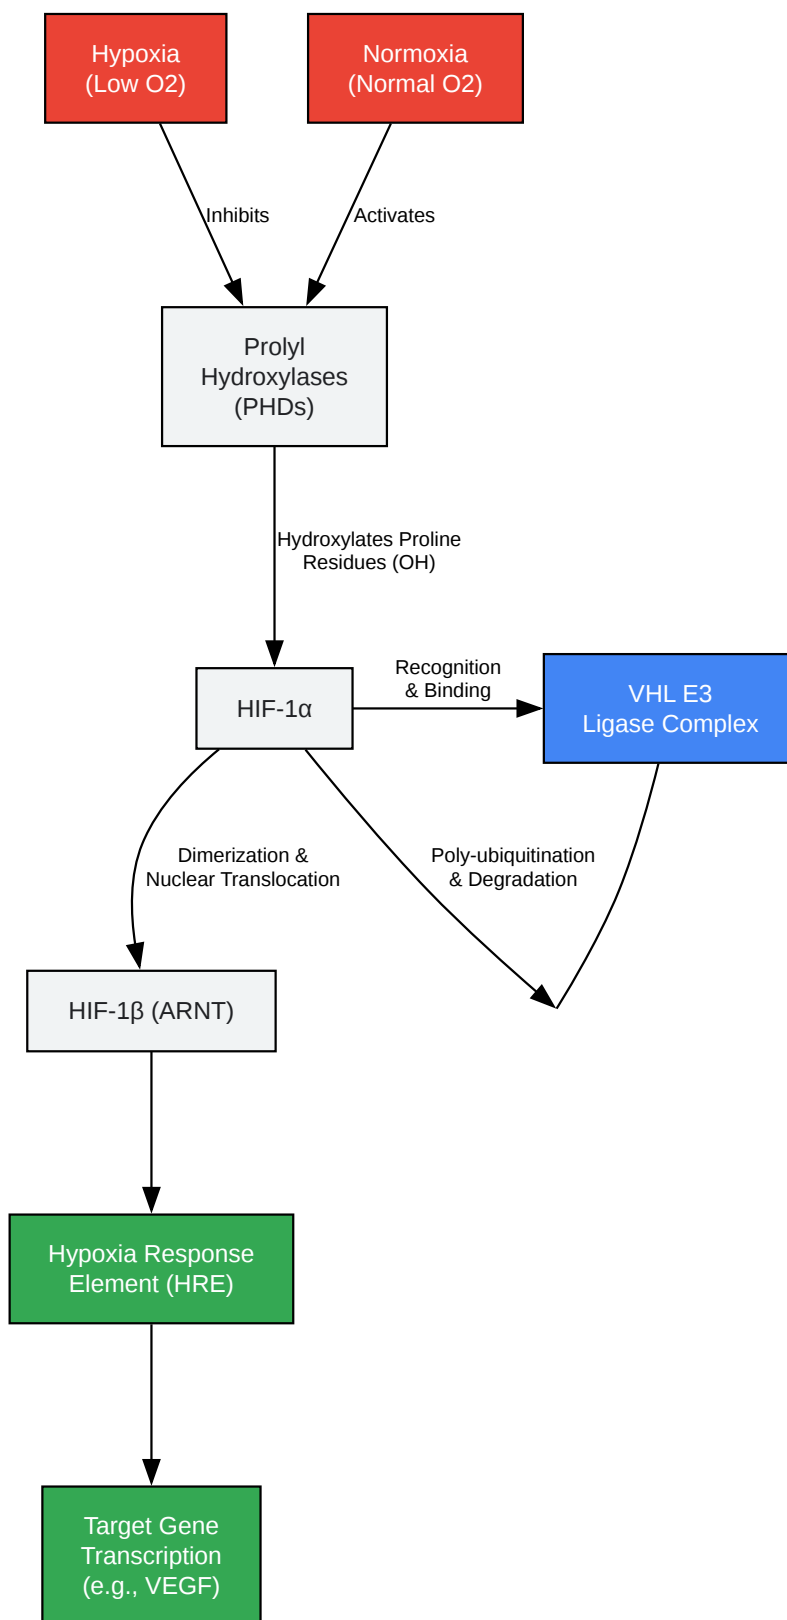 Hypoxia
(Low O2)
Normoxia
(Normal O2)
Inhibits
Activates
Prolyl
Hydroxylases
(PHDs)
Hydroxylates Proline
Residues (OH)
HIF-1α
Recognition
& Binding
VHL E3
Ligase Complex
Dimerization &
Nuclear Translocation
Poly-ubiquitination
& Degradation
HIF-1β (ARNT)
Hypoxia Response
Element (HRE)
Target Gene
Transcription
(e.g., VEGF)